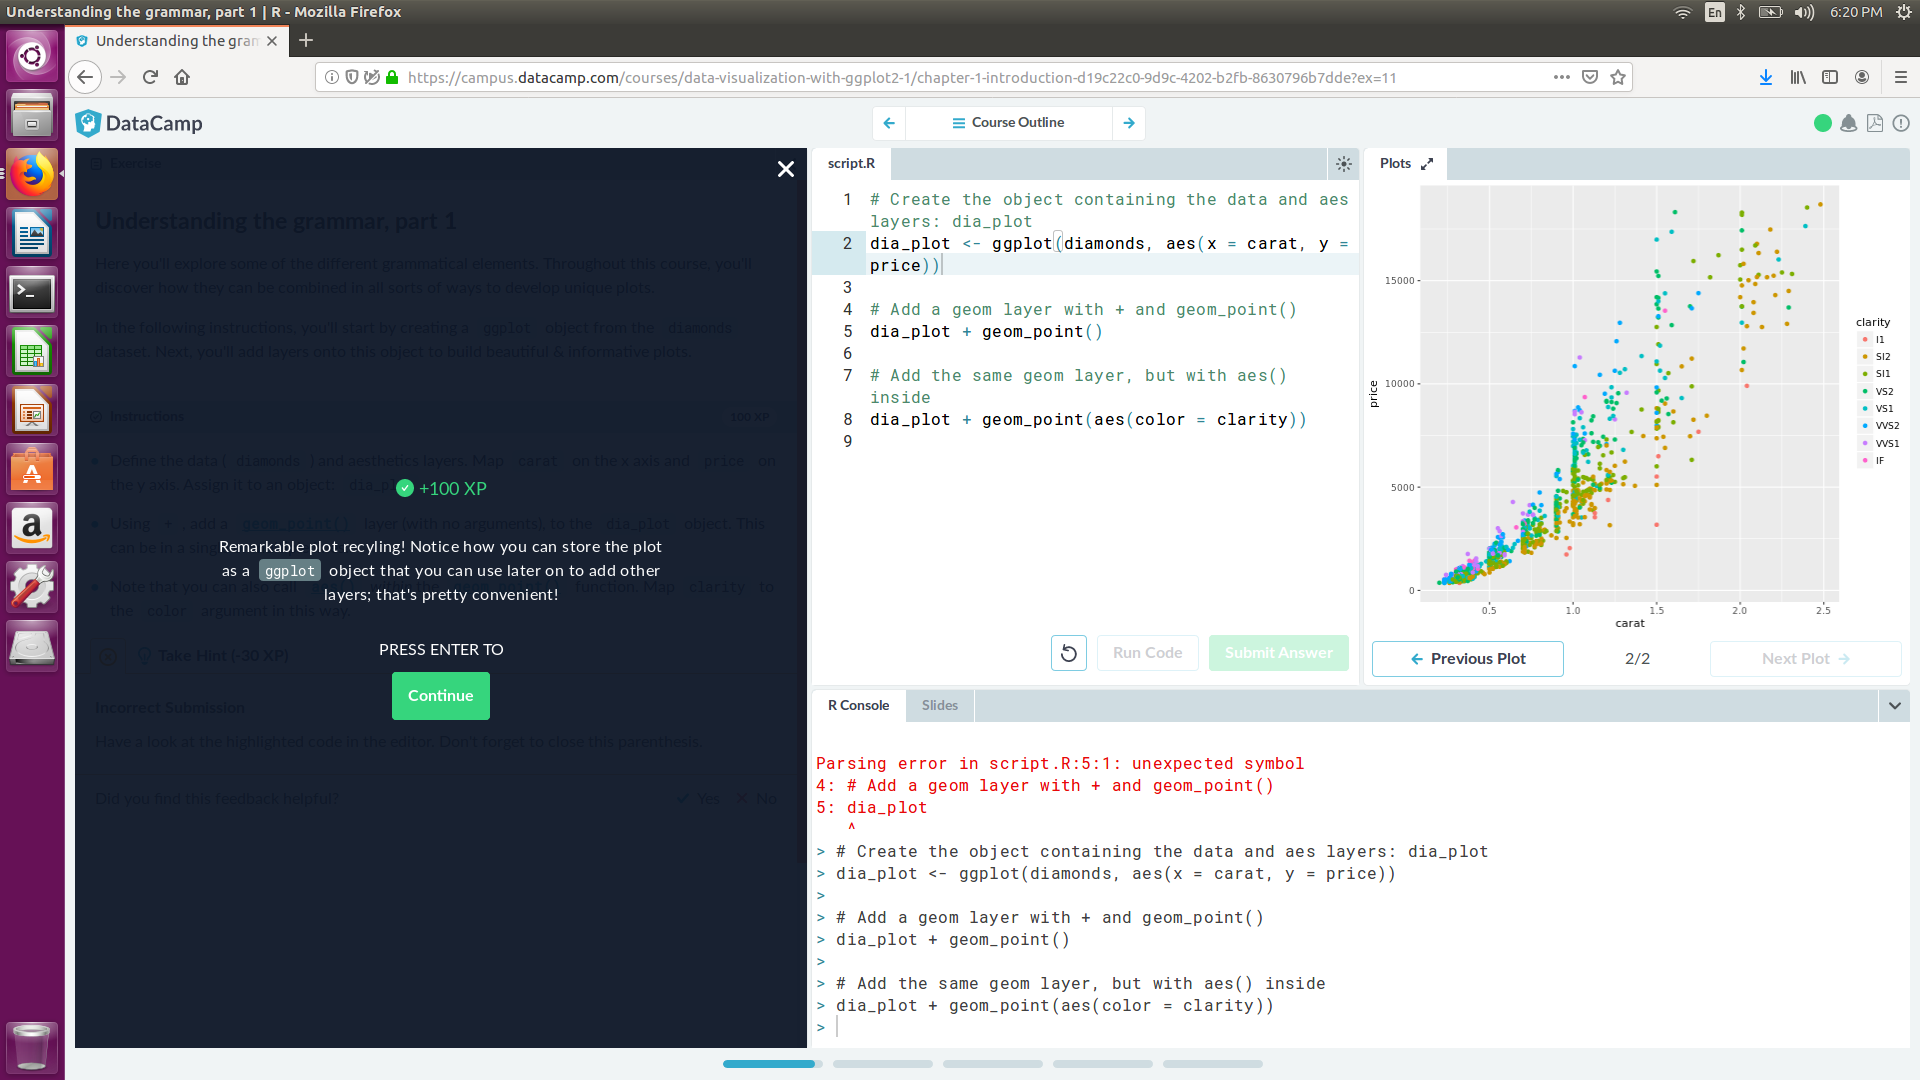 Understanding the grammar, part 1 | R - Mozilla Firefox
En
6:20 PM
Understanding the gram
https://campus.datacamp.com/courses/data-visualization-with-ggplot2-1/chapter-1-introduction-d19c22c0-9d9c-4202-b2fb-8630796b7dde?ex=11
DataCamp
Course Outline
Exercise
Understanding the grammar, part 1
Here you'll explore some of the different grammatical elements. Throughout this course, you'll
discover how they can be combined in all sorts of ways to develop unique plots.
In the following instructions, you'll start by creating a ggplot object from the diamonds
dataset. Next, you'll add layers onto this object to build beautiful & informative plots.
Instructions
100 XP
Define the data ( diamonds ) and aesthetics layers. Map carat on the x axis and price on
the y axis. Assign it to an object: dia_p
Using + , add a geom_point() layer (with no arguments), to the dia_plot object. This
can be in a sing
Note that you can also call function. Map clarity to
the color argument in this way.
+100 XP
Remarkable plot recyling! Notice how you can store the plot
as a ggplot object that you can use later on to add other
layers; that's pretty convenient!
PRESS ENTER TO
Continue
Take Hint (-30 XP)
Incorrect Submission
Have a look at the highlighted code in the editor. Don't forget to close this parenthesis.
Did you find this feedback helpful?
Yes
No
script.R
1 # Create the object containing the data and aes
layers: dia_plot
2 dia_plot <- ggplot(diamonds, aes(x = carat, y =
price))
3
4 # Add a geom layer with + and geom_point()
5 dia_plot + geom_point()
6
7 # Add the same geom layer, but with aes()
inside
8 dia_plot + geom_point(aes(color = clarity))
9
Run Code
Submit Answer
Plots
15000
10000
5000
0
price
0.5 1.0 1.5 2.0 2.5
carat
clarity
I1
SI2
SI1
VS2
VS1
VVS2
VVS1
IF
Previous Plot
2/2
Next Plot
R Console
Slides
Parsing error in script.R:5:1: unexpected symbol
4: # Add a geom layer with + and geom_point()
5: dia_plot
^
> # Create the object containing the data and aes layers: dia_plot
> dia_plot <- ggplot(diamonds, aes(x = carat, y = price))
>
> # Add a geom layer with + and geom_point()
> dia_plot + geom_point()
>
> # Add the same geom layer, but with aes() inside
> dia_plot + geom_point(aes(color = clarity))
>